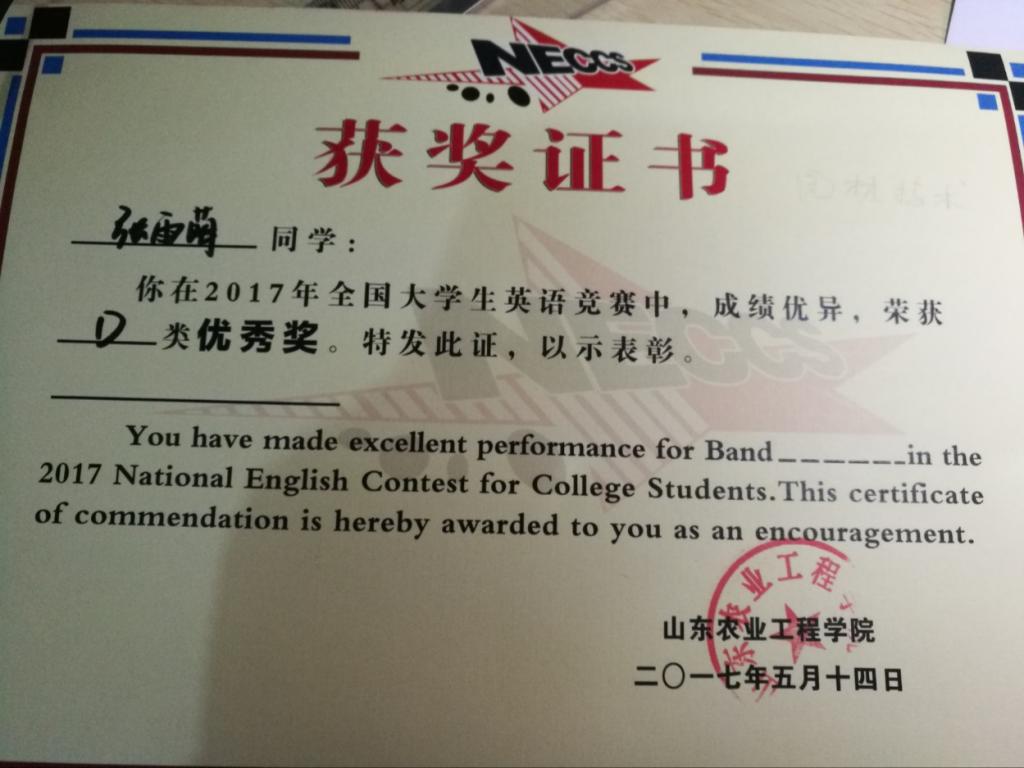 NECCS
获奖证书
张雨萌 同学：
你在2017年全国大学生英语竞赛中，成绩优异，荣获
D 类优秀奖。特发此证，以示表彰。
You have made excellent performance for Band______in the
2017 National English Contest for College Students.This certificate
of commendation is hereby awarded to you as an encouragement.
山东农业工程学院
二〇一七年五月十四日